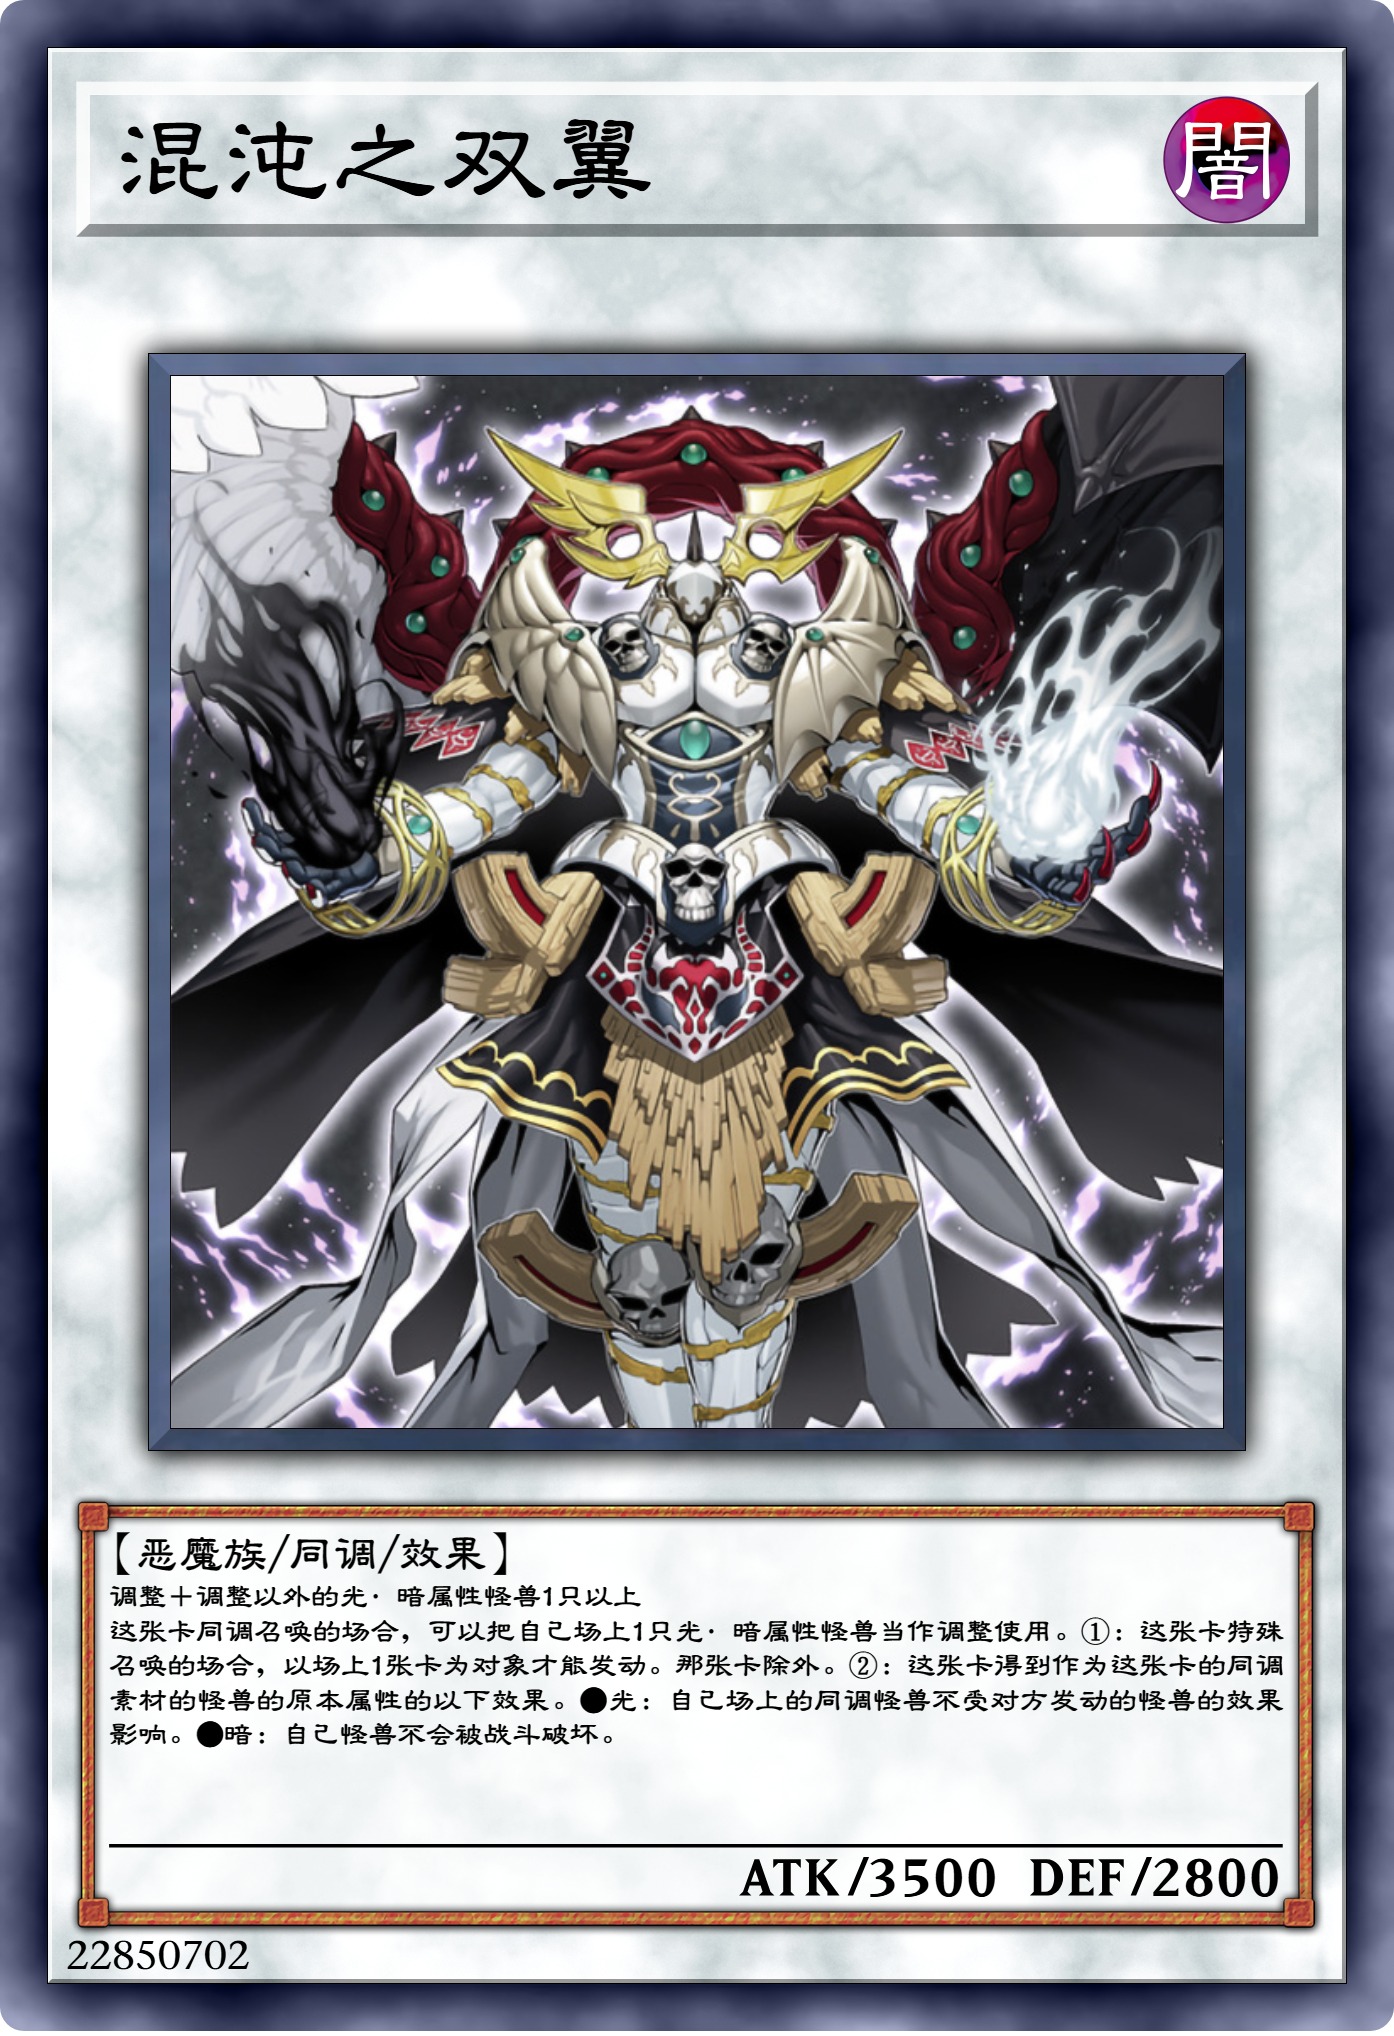 混沌之双翼
闇
【恶魔族/同调/效果】
调整＋调整以外的光·暗属性怪兽1只以上
这张卡同调召唤的场合，可以把自己场上1只光·暗属性怪兽当作调整使用。①：这张卡特殊
召唤的场合，以场上1张卡为对象才能发动。那张卡除外。②：这张卡得到作为这张卡的同调
素材的怪兽的原本属性的以下效果。●光：自己场上的同调怪兽不受对方发动的怪兽的效果
影响。●暗：自己怪兽不会被战斗破坏。
ATK/3500 DEF/2800
22850702